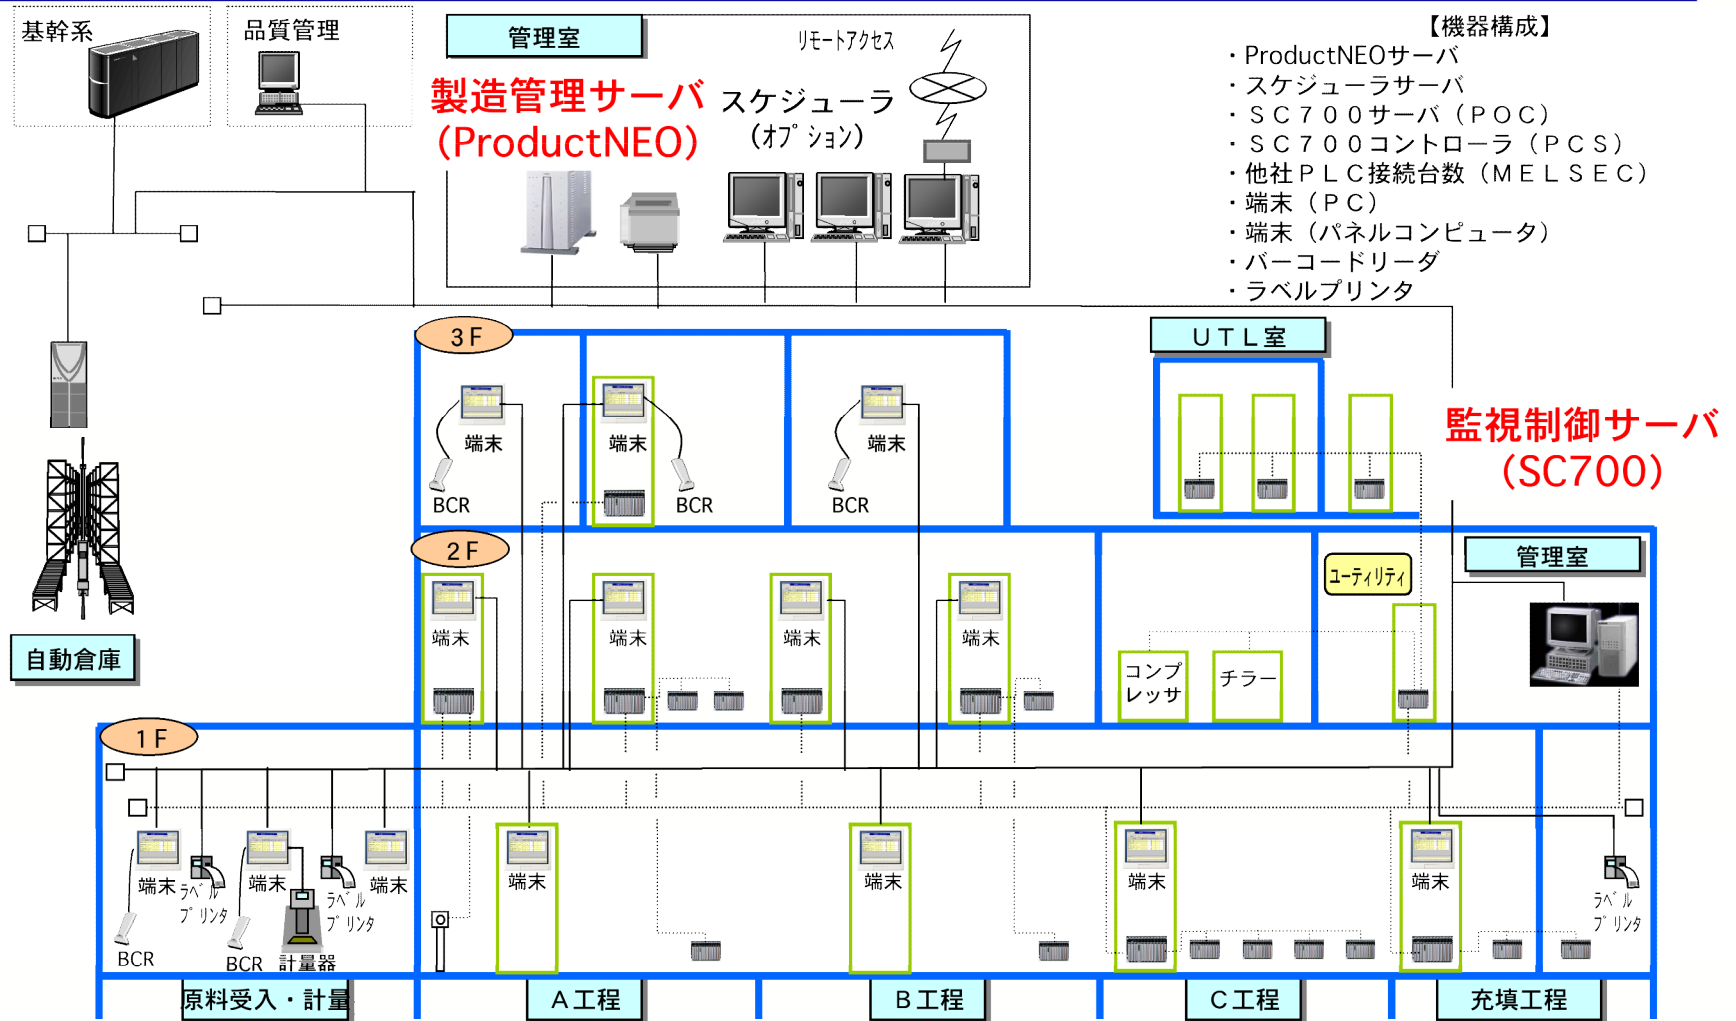 基幹系
品質管理
管理室
リモートアクセス
製造管理サーバ
(ProductNEO)
スケジューラ
(オプション)
【機器構成】
・ProductNEOサーバ
・スケジューラサーバ
・ＳＣ７００サーバ（ＰＯＣ）
・ＳＣ７００コントローラ（ＰＣＳ）
・他社ＰＬＣ接続台数（ＭＥＬＳＥＣ）
・端末（ＰＣ）
・端末（パネルコンピュータ）
・バーコードリーダ
・ラベルプリンタ
自動倉庫
３Ｆ
端末
BCR
端末
BCR
端末
BCR
ＵＴＬ室
監視制御サーバ
(SC700)
２Ｆ
端末
端末
端末
端末
コンプ
レッサ
チラー
ユーティリティ
管理室
１Ｆ
端末
ラベル
プリンタ
BCR
端末
BCR
計量器
ラベル
プリンタ
端末
端末
端末
端末
端末
ラベル
プリンタ
原料受入・計量
Ａ工程
Ｂ工程
Ｃ工程
充填工程